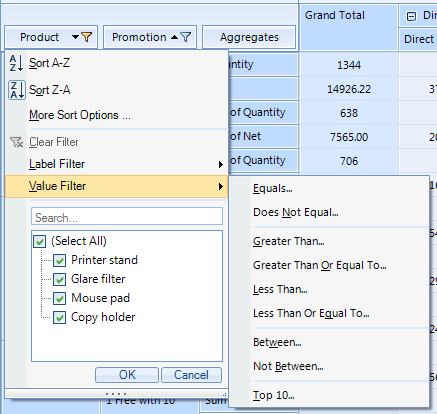 Grand Total
Dir
Product
Promotion
Aggregates
Direct
Sort A-Z
ntity
1344
Sort Z-A
14926.22
37
More Sort Options ...
of Quantity
638
Clear Filter
of Net
7565.00
20
Label Filter
of Quantity
706
Value Filter
Equals...
Search...
Does Not Equal...
(Select All)
Greater Than...
Printer stand
Greater Than Or Equal To...
Glare filter
Less Than...
Mouse pad
Less Than Or Equal To...
Copy holder
Between...
Not Between...
OK
Cancel
Top 10...
1 Free with 10
Sum